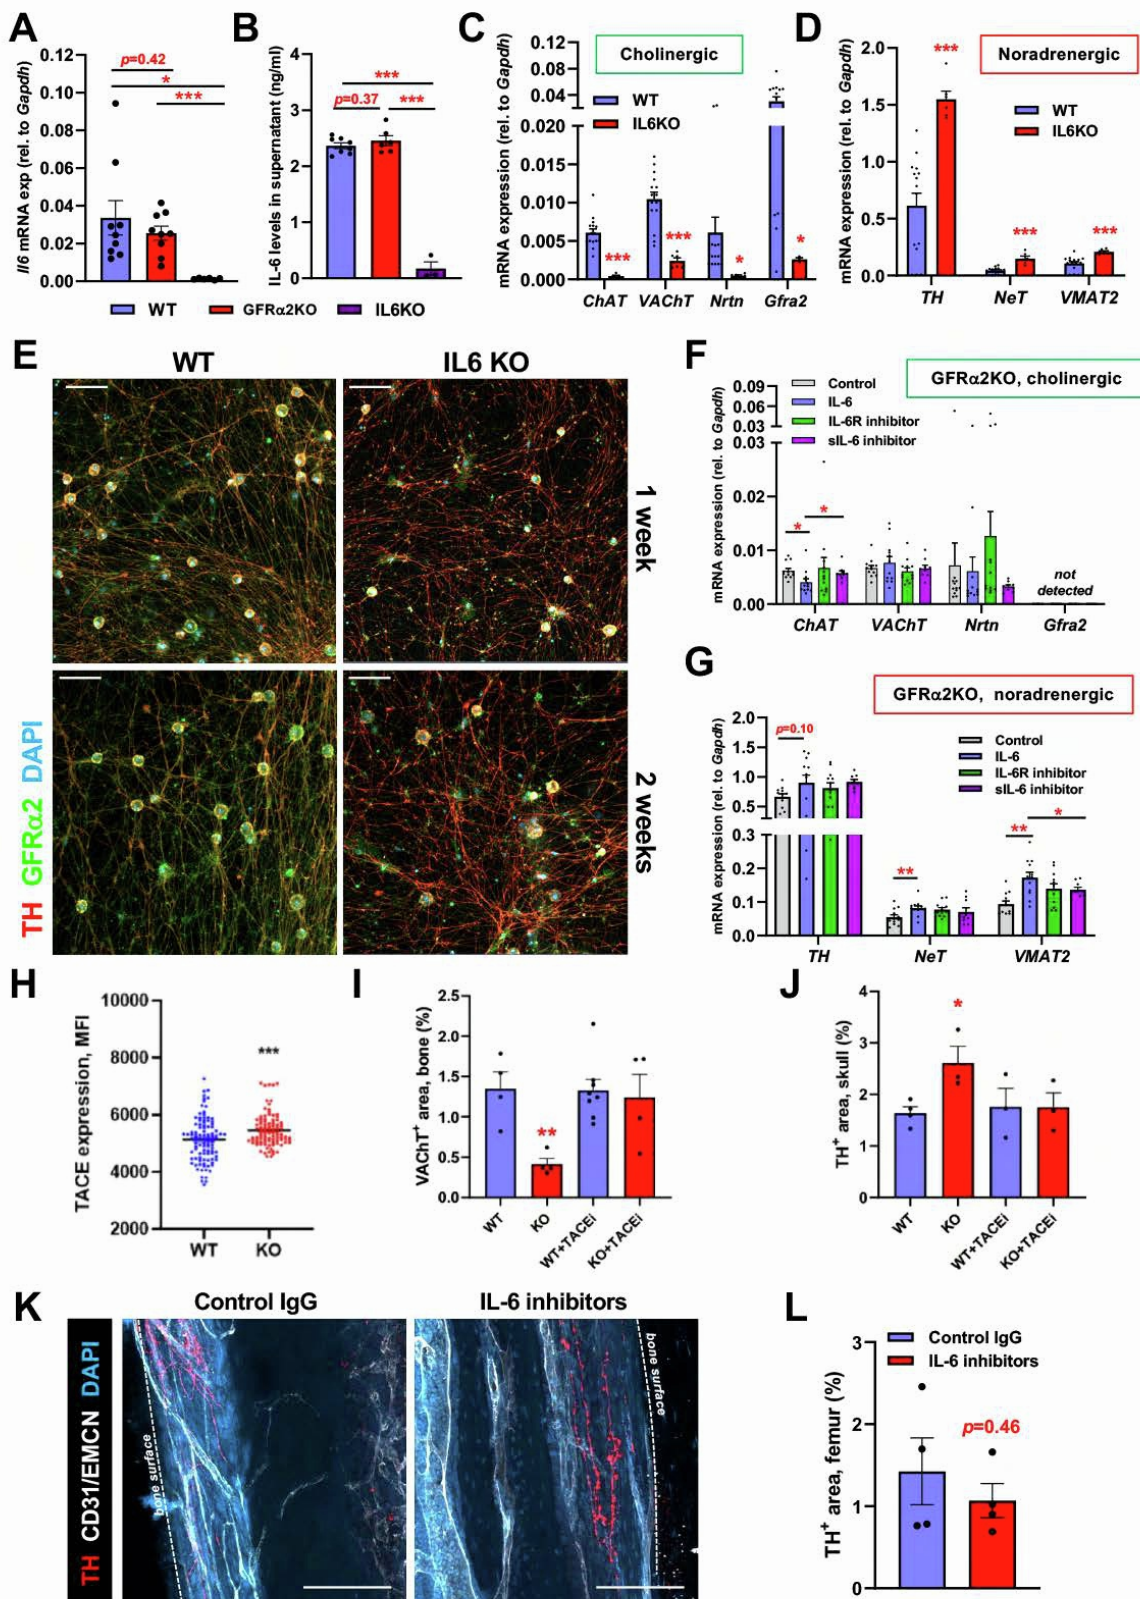 A
Il6 mRNA exp (rel. to Gapdh)
0.12
0.10
0.08
0.06
0.04
0.02
0.00
p=0.42
*
***
B
IL-6 levels in supernatant (ng/ml)
4
3
2
1
0
***
p=0.37
***
WT
GFRα2KO
IL6KO
C
Cholinergic
mRNA expression (rel. to Gapdh)
0.12
0.08
0.04
0.020
0.015
0.010
0.005
0.000
WT
IL6KO
***
***
*
*
ChAT
VAChT
Nrtn
Gfra2
D
Noradrenergic
mRNA expression (rel. to Gapdh)
2.0
1.5
1.0
0.5
0.0
WT
IL6KO
***
***
***
TH
NeT
VMAT2
E
WT
IL6 KO
1 week
2 weeks
TH GFRα2 DAPI
F
GFRα2KO, cholinergic
mRNA expression (rel. to Gapdh)
0.09
0.06
0.03
0.03
0.02
0.01
0.00
Control
IL-6
IL-6R inhibitor
sIL-6 inhibitor
*
*
not
detected
ChAT
VAChT
Nrtn
Gfra2
G
GFRα2KO, noradrenergic
mRNA expression (rel. to Gapdh)
2.0
1.5
1.0
0.5
0.3
0.2
0.1
0.0
p=0.10
Control
IL-6
IL-6R inhibitor
sIL-6 inhibitor
**
**
*
TH
NeT
VMAT2
H
TACE expression, MFI
10000
8000
6000
4000
2000
***
WT
KO
I
VAChT⁺ area, bone (%)
2.5
2.0
1.5
1.0
0.5
0.0
**
WT
KO
WT+TACEi
KO+TACEi
J
TH⁺ area, skull (%)
4
3
2
1
0
*
WT
KO
WT+TACEi
KO+TACEi
K
Control IgG
IL-6 inhibitors
TH CD31/EMCN DAPI
bone surface
bone surface
L
Control IgG
IL-6 inhibitors
TH⁺ area, femur (%)
3
2
1
0
p=0.46